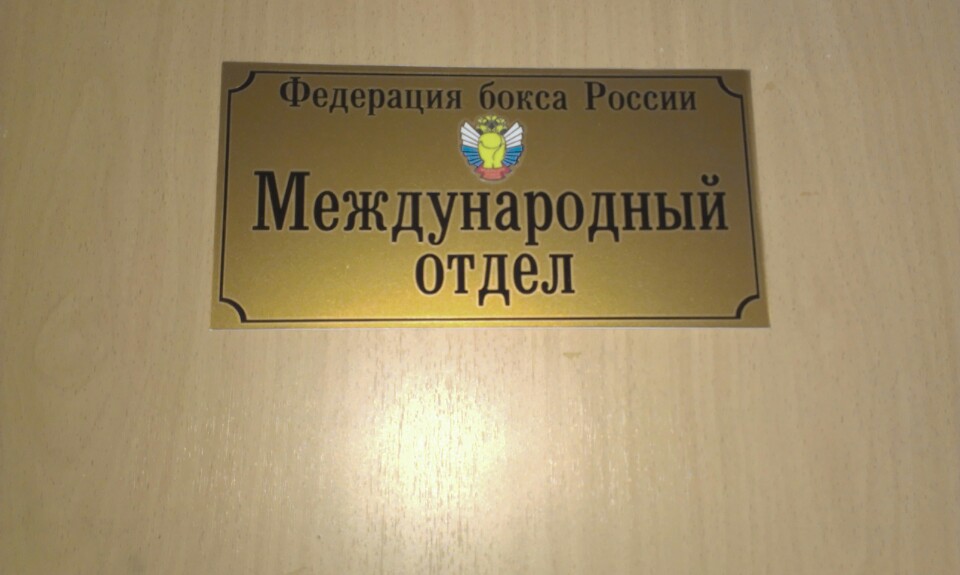 Федерация бокса России
Международный
отдел